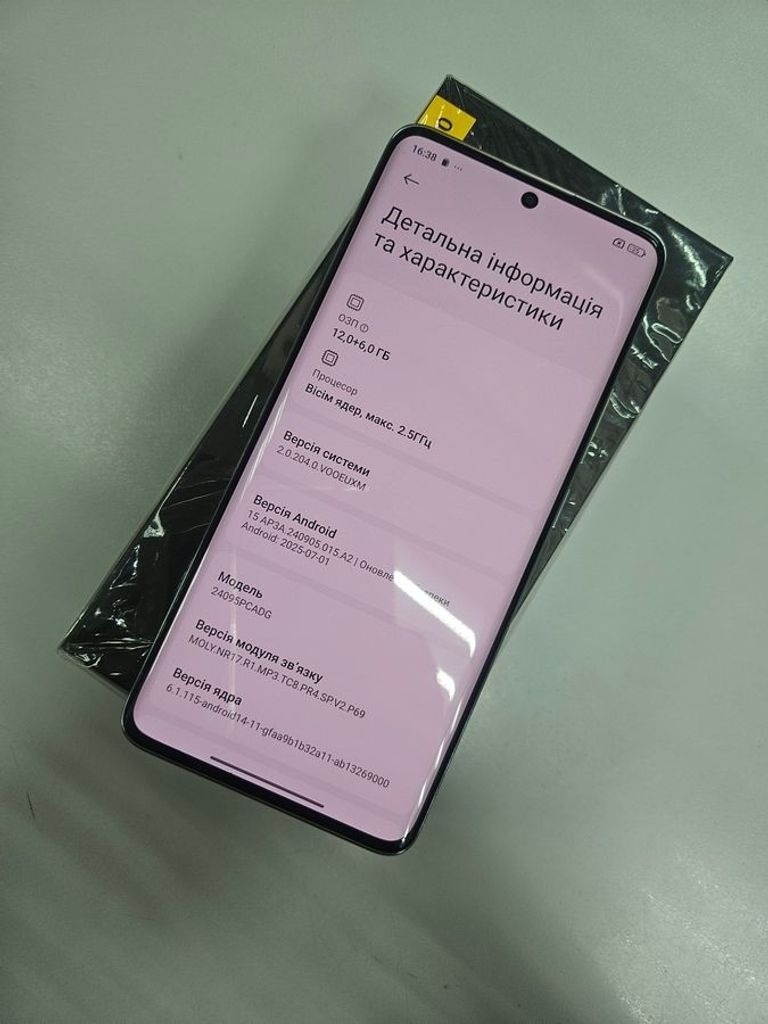 16:38
Детальна інформація
та характеристики
ОЗП
12,0+6,0 ГБ
Процесор
Вісім ядер, макс. 2.5ГГц
Версія системи
2.0.204.0.VOOEUXM
Версія Android
15 AP3A.240905.015.A2 | Оновле
Android: 2025-07-01
Модель
24095PCADG
Версія модуля зв'язку
MOLY.NR17.R1.MP3.TC8.PR4.SP.V2.P69
Версія ядра
6.1.115-android14-11-gfaa9b1b32a11-ab13269000